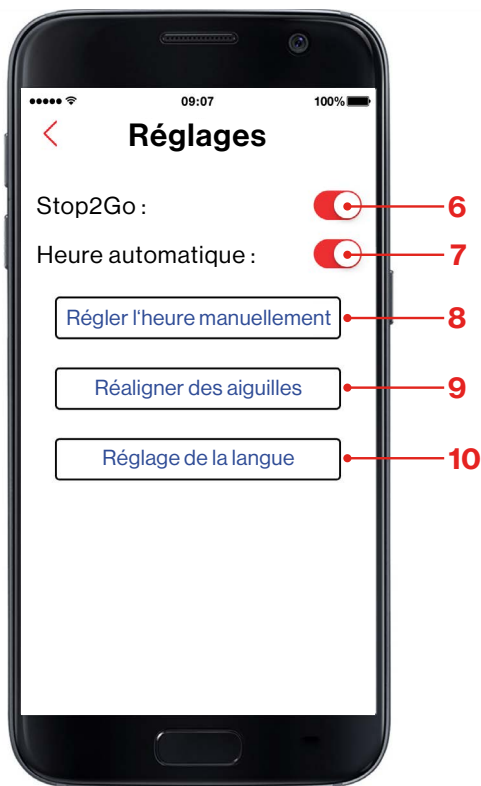 09:07 100%
Réglages
Stop2Go : 6
Heure automatique : 7
Régler l‘heure manuellement 8
Réaligner des aiguilles 9
Réglage de la langue 10